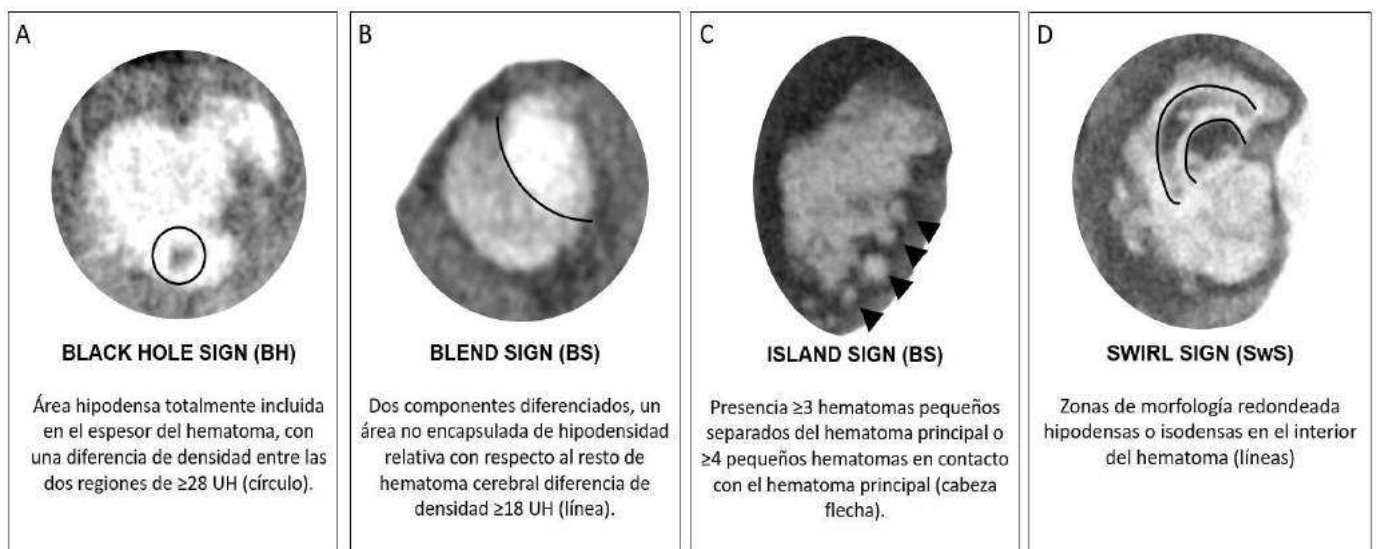 A
BLACK HOLE SIGN (BH)
Área hipodensa totalmente incluida
en el espesor del hematoma, con
una diferencia de densidad entre las
dos regiones de ≥28 UH (círculo).
B
BLEND SIGN (BS)
Dos componentes diferenciados, un
área no encapsulada de hipodensidad
relativa con respecto al resto de
hematoma cerebral diferencia de
densidad ≥18 UH (línea).
C
ISLAND SIGN (BS)
Presencia ≥3 hematomas pequeños
separados del hematoma principal o
≥4 pequeños hematomas en contacto
con el hematoma principal (cabeza
flecha).
D
SWIRL SIGN (SwS)
Zonas de morfología redondeada
hipodensas o isodensas en el interior
del hematoma (líneas)